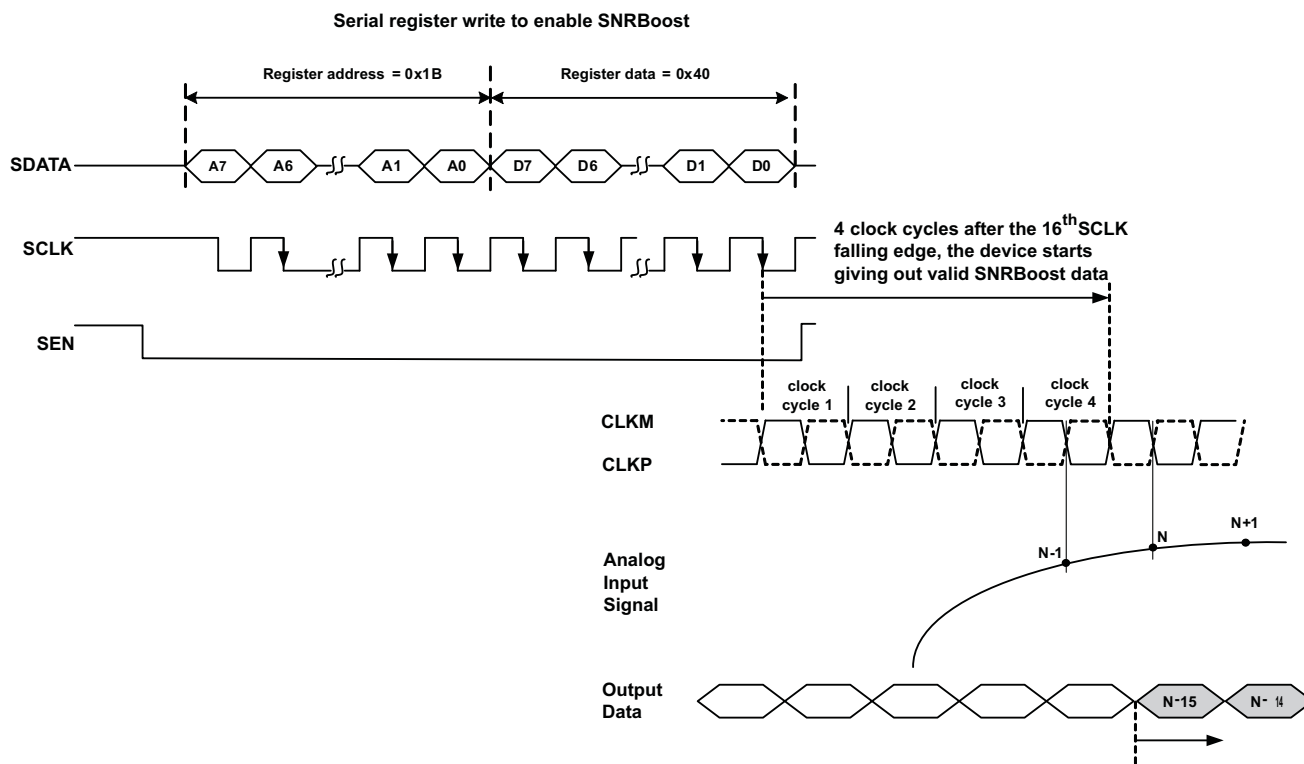 Serial register write to enable SNRBoost
Register address = 0x1B
Register data = 0x40
SDATA
A7
A6
A1
A0
D7
D6
D1
D0
SCLK
4 clock cycles after the 16th SCLK
falling edge, the device starts
giving out valid SNRBoost data
SEN
clock
cycle 1
clock
cycle 2
clock
cycle 3
clock
cycle 4
CLKM
CLKP
N-1
N
N+1
Analog
Input
Signal
Output
Data
N-15
N- 14